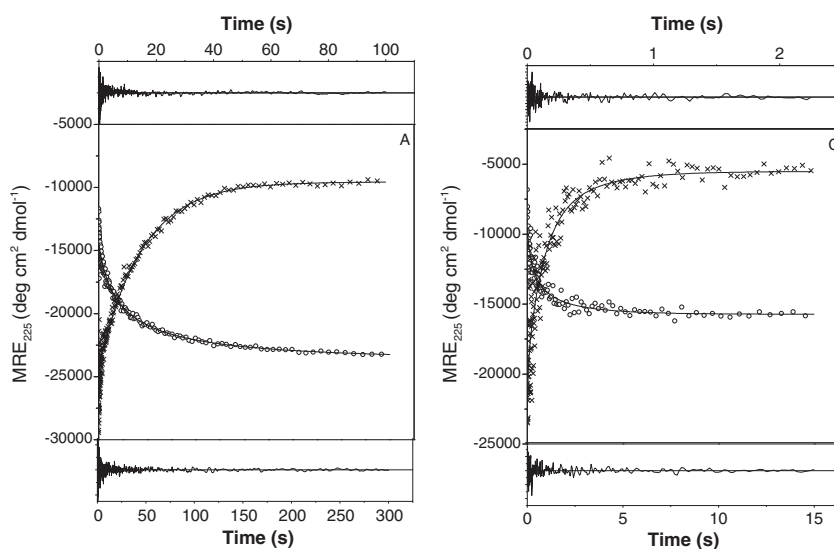 Time (s)
0 20 40 60 80 100
-5000
A
-10000
-15000
-20000
-25000
-30000
MRE225 (deg cm2 dmol-1)
0 50 100 150 200 250 300
Time (s)
Time (s)
0 1 2
-5000
-10000
-15000
-20000
-25000
MRE225 (deg cm2 dmol-1)
0 5 10 15
Time (s)